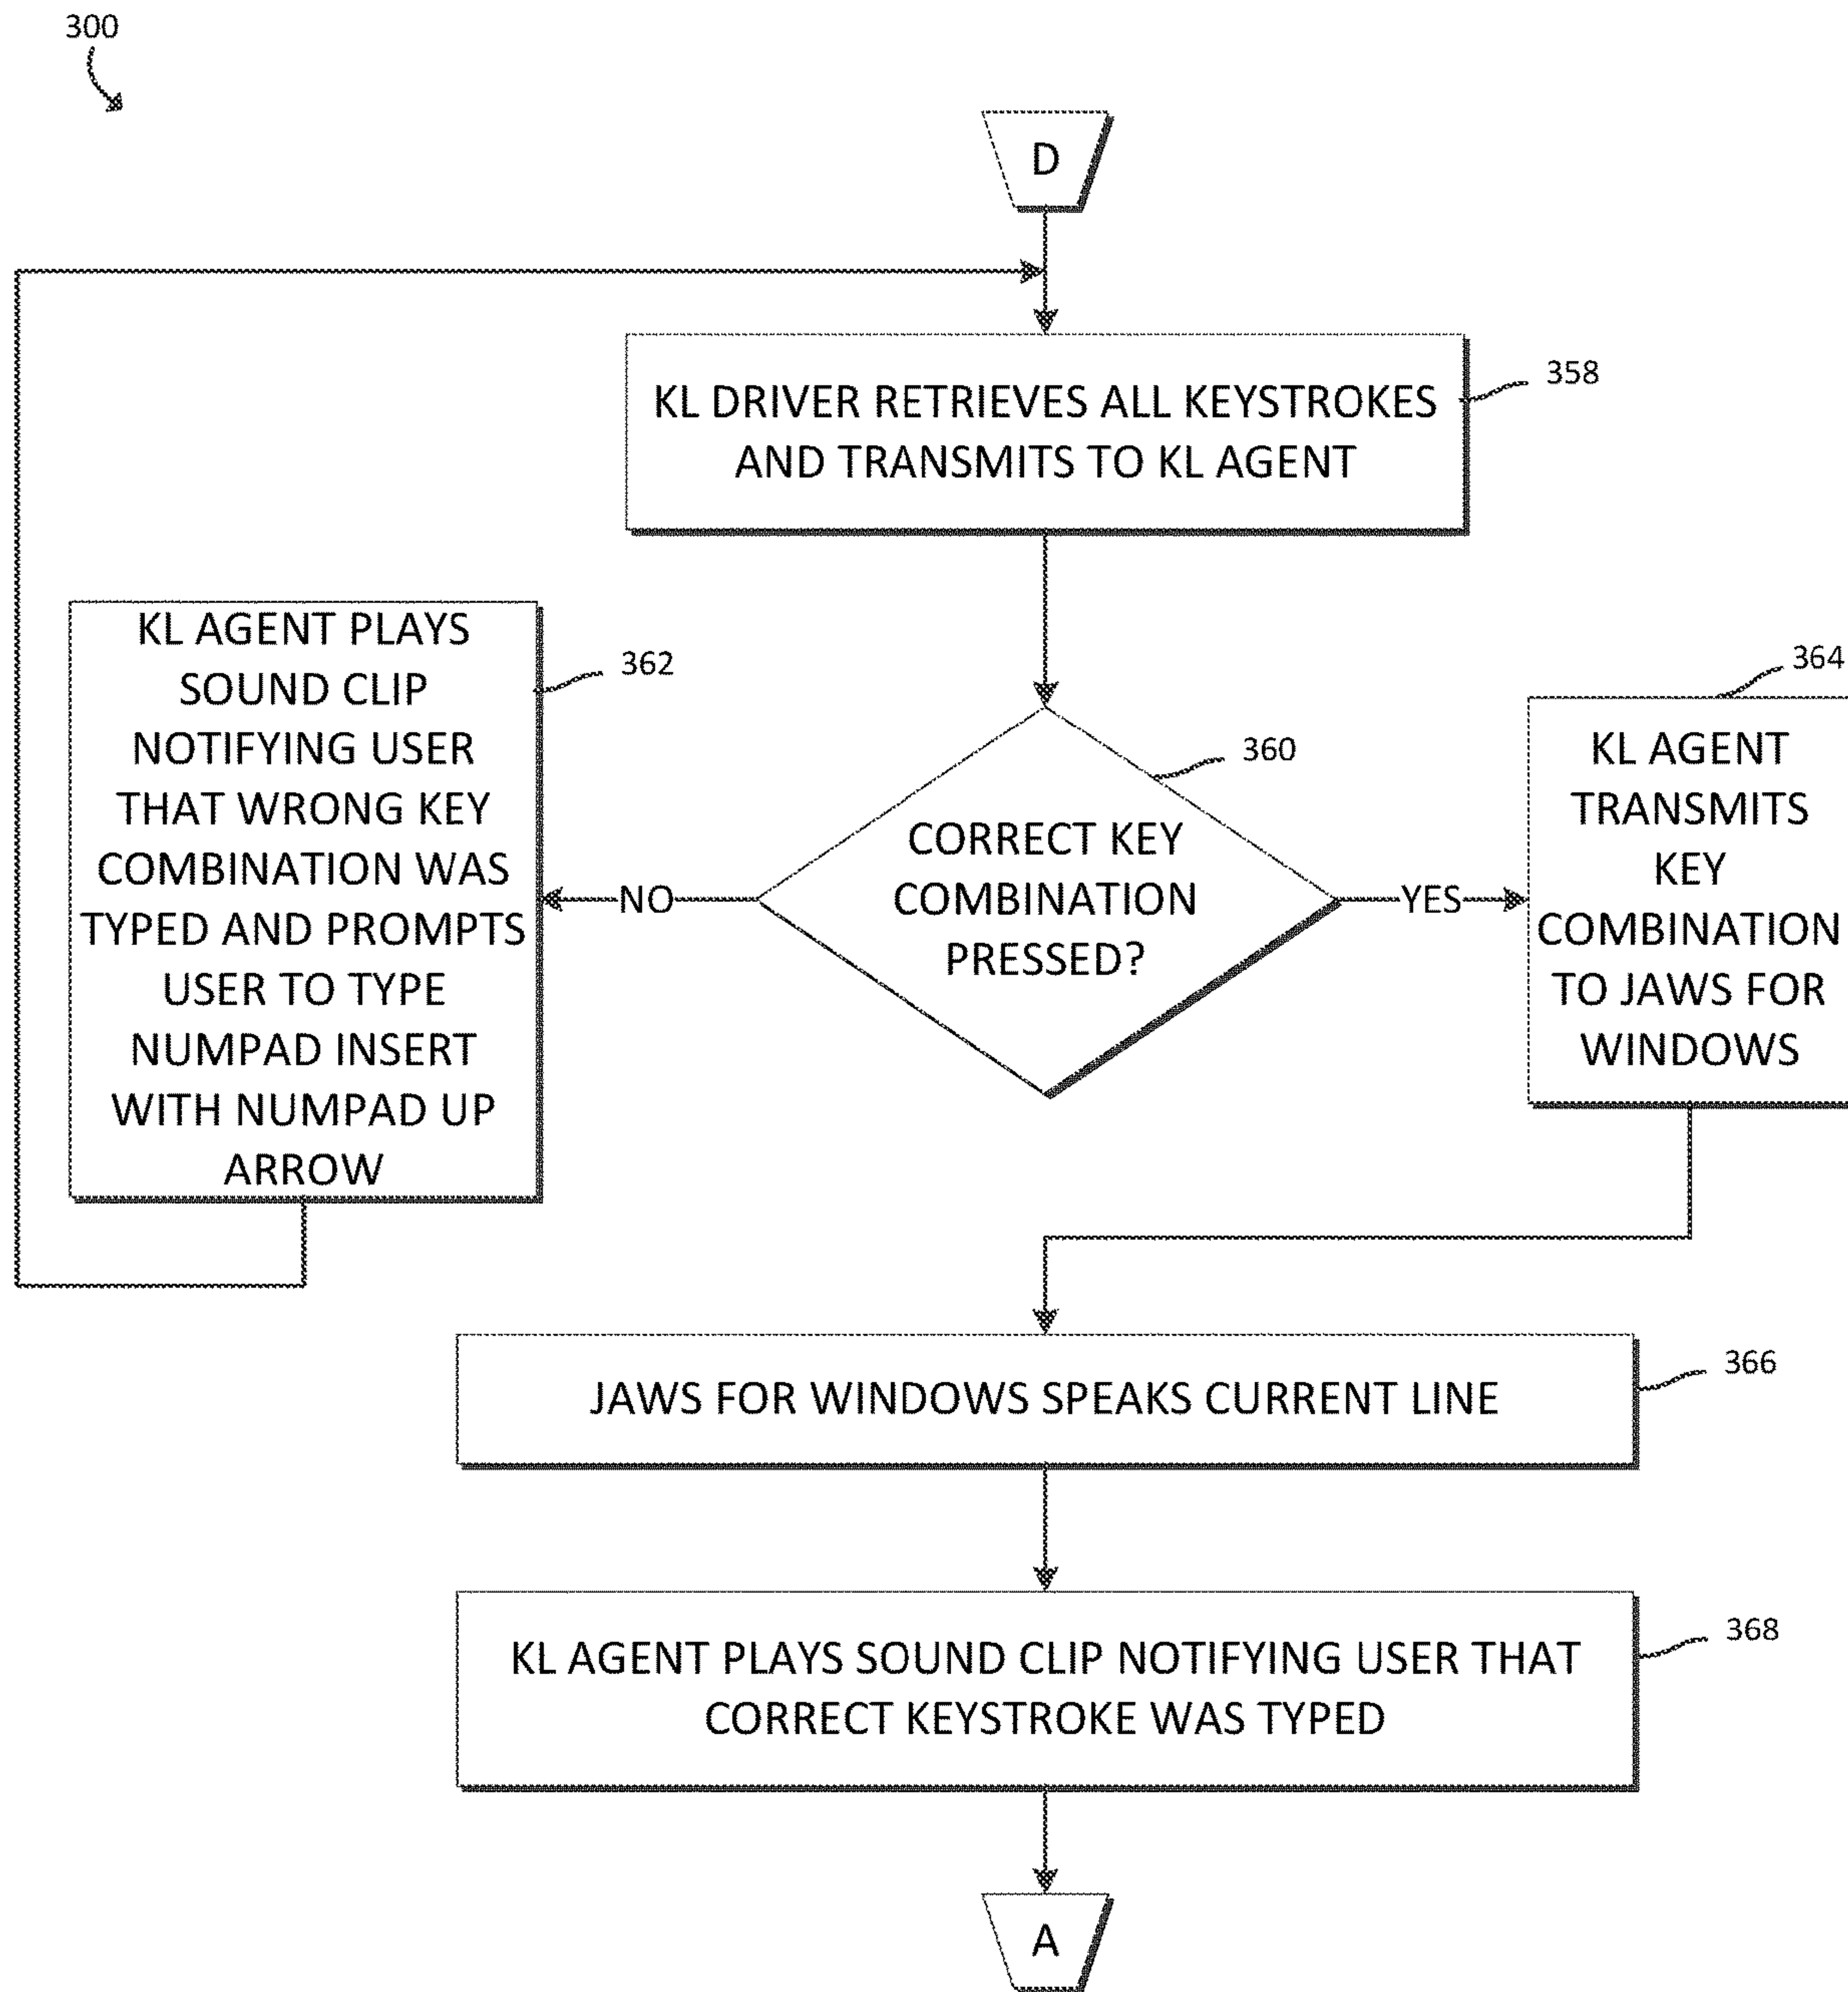 300
D
KL DRIVER RETRIEVES ALL KEYSTROKES
AND TRANSMITS TO KL AGENT
358
KL AGENT PLAYS
SOUND CLIP
NOTIFYING USER
THAT WRONG KEY
COMBINATION WAS
TYPED AND PROMPTS
USER TO TYPE
NUMPAD INSERT
WITH NUMPAD UP
ARROW
362
NO
CORRECT KEY
COMBINATION
PRESSED?
360
YES
364
KL AGENT
TRANSMITS
KEY
COMBINATION
TO JAWS FOR
WINDOWS
JAWS FOR WINDOWS SPEAKS CURRENT LINE
366
KL AGENT PLAYS SOUND CLIP NOTIFYING USER THAT
CORRECT KEYSTROKE WAS TYPED
368
A